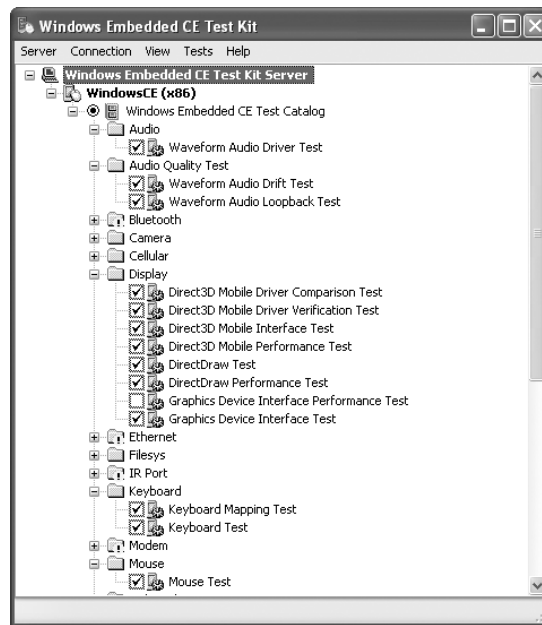 Windows Embedded CE Test Kit
Server Connection View Tests Help
Windows Embedded CE Test Kit Server
WindowsCE (x86)
Windows Embedded CE Test Catalog
Audio
Waveform Audio Driver Test
Audio Quality Test
Waveform Audio Drift Test
Waveform Audio Loopback Test
Bluetooth
Camera
Cellular
Display
Direct3D Mobile Driver Comparison Test
Direct3D Mobile Driver Verification Test
Direct3D Mobile Interface Test
Direct3D Mobile Performance Test
DirectDraw Test
DirectDraw Performance Test
Graphics Device Interface Performance Test
Graphics Device Interface Test
Ethernet
Filesys
IR Port
Keyboard
Keyboard Mapping Test
Keyboard Test
Modem
Mouse
Mouse Test